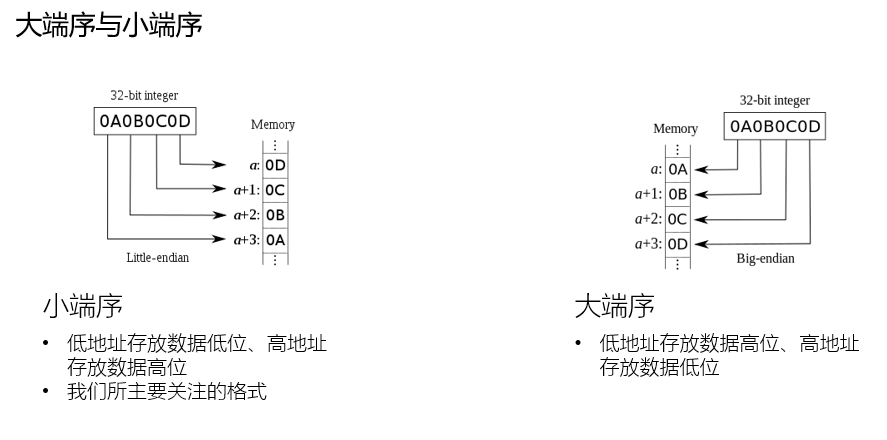 大端序与小端序
32-bit integer
0A0B0C0D
Memory
⋮
a: 0D
a+1: 0C
a+2: 0B
a+3: 0A
⋮
Little-endian
32-bit integer
0A0B0C0D
Memory
⋮
a: 0A
a+1: 0B
a+2: 0C
a+3: 0D
⋮
Big-endian
小端序
• 低地址存放数据低位、高地址
存放数据高位
• 我们所主要关注的格式
大端序
• 低地址存放数据高位、高地址
存放数据低位